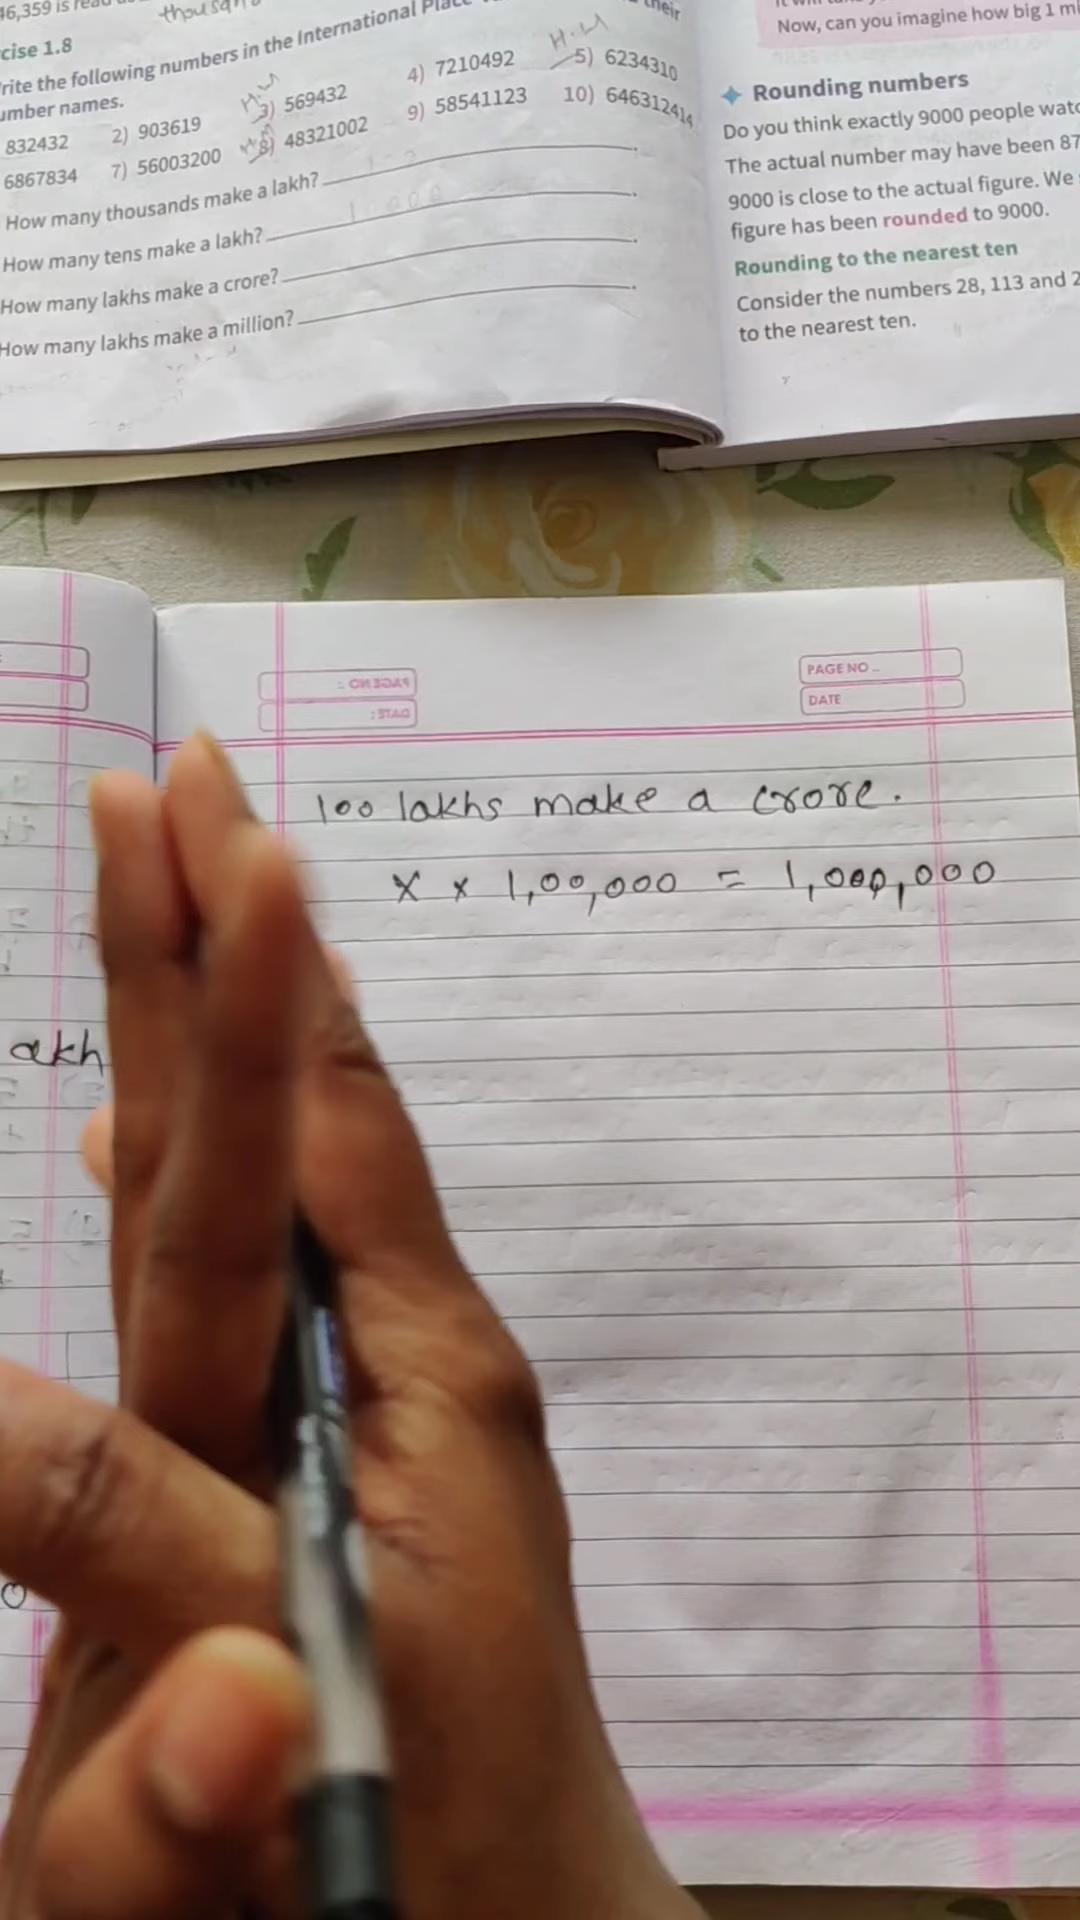 46,359 is read
thousand
cise 1.8
rite the following numbers in the International Place
their
umber names.
832432 2) 903619 H.W 3) 569432 4) 7210492 H.W 5) 6234310
6867834 7) 56003200 8) 48321002 9) 58541123 10) 646312414
How many thousands make a lakh?
How many tens make a lakh?
How many lakhs make a crore?
How many lakhs make a million?
Now, can you imagine how big 1 mi
Rounding numbers
Do you think exactly 9000 people watc
The actual number may have been 87
9000 is close to the actual figure. We
figure has been rounded to 9000.
Rounding to the nearest ten
Consider the numbers 28, 113 and 2
to the nearest ten.
PAGE NO..
DATE
100 lakhs make a crore.
x × 1,00,000 = 1,000,000
akh